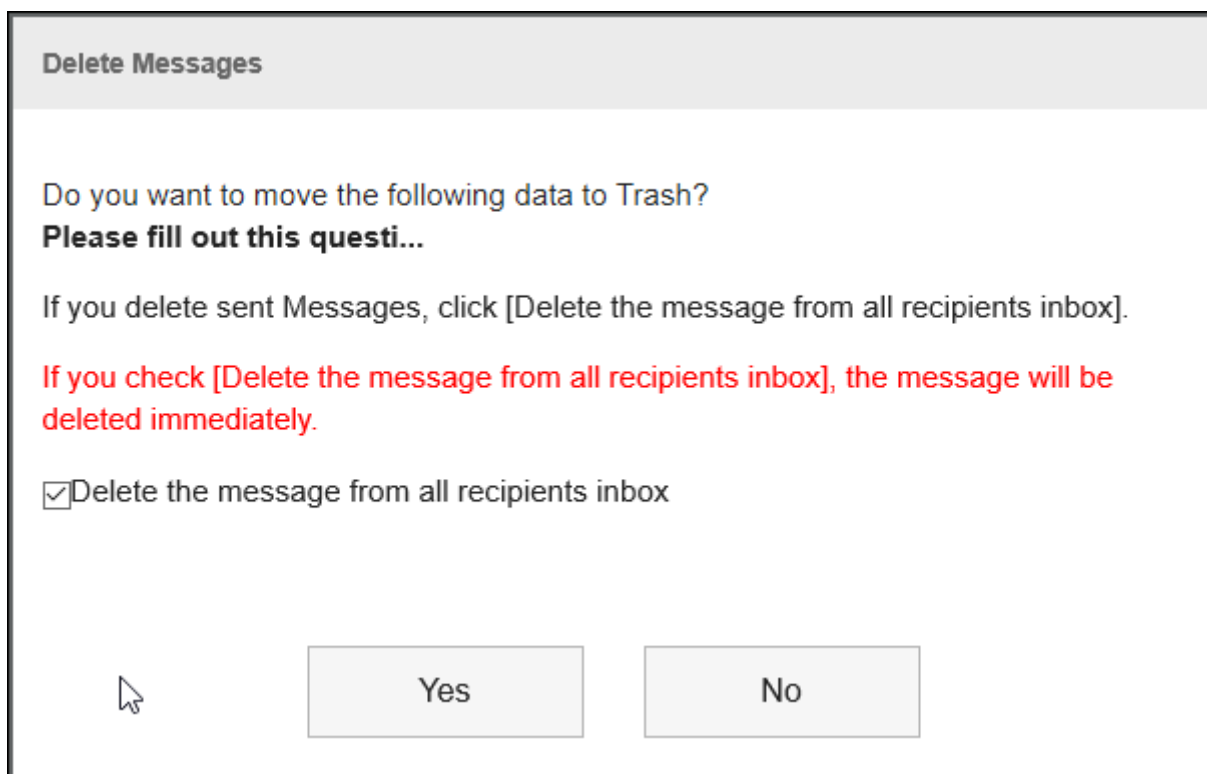 Delete Messages
Do you want to move the following data to Trash?
Please fill out this questi...
If you delete sent Messages, click [Delete the message from all recipients inbox].
If you check [Delete the message from all recipients inbox], the message will be
deleted immediately.
Delete the message from all recipients inbox
Yes
No